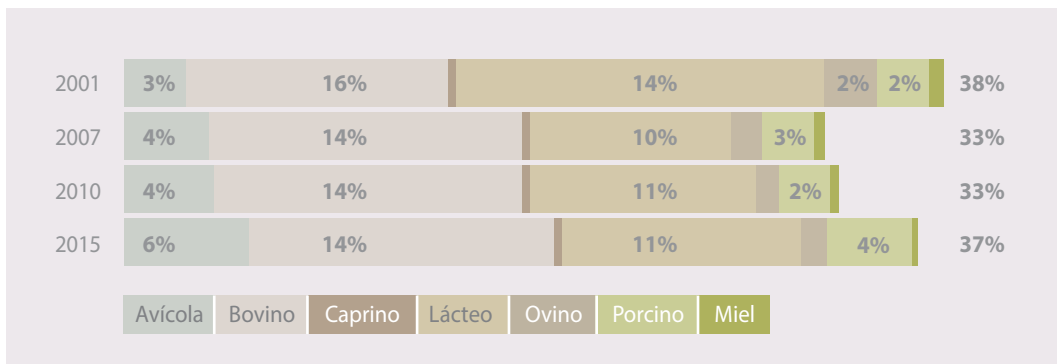 2001 3% 16% 14% 2% 2% 38%
2007 4% 14% 10% 3% 33%
2010 4% 14% 11% 2% 33%
2015 6% 14% 11% 4% 37%
Avícola Bovino Caprino Lácteo Ovino Porcino Miel